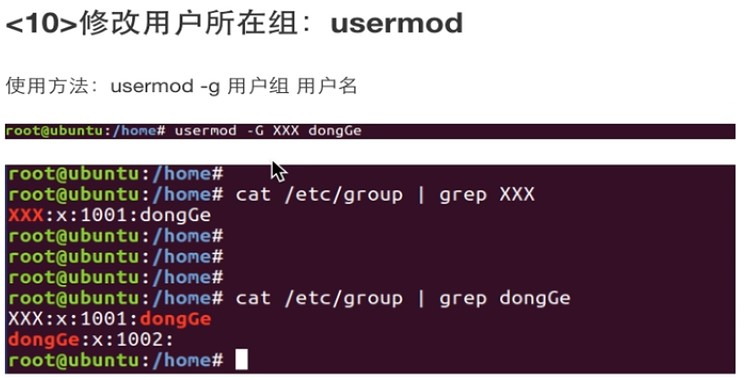 <10>修改用户所在组：usermod
使用方法：usermod -g 用户组 用户名
root@ubuntu:/home# usermod -G XXX dongGe
root@ubuntu:/home#
root@ubuntu:/home# cat /etc/group | grep XXX
XXX:x:1001:dongGe
root@ubuntu:/home#
root@ubuntu:/home#
root@ubuntu:/home#
root@ubuntu:/home# cat /etc/group | grep dongGe
XXX:x:1001:dongGe
dongGe:x:1002:
root@ubuntu:/home#